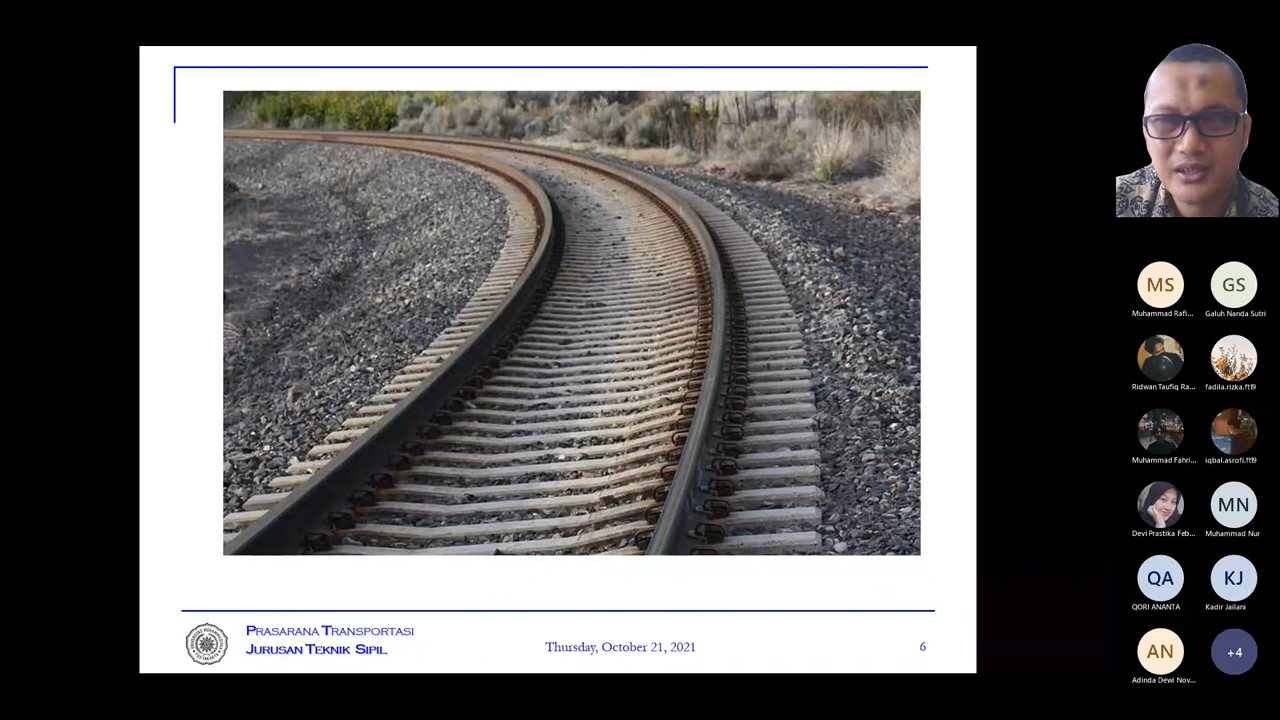 PRASARANA TRANSPORTASI
JURUSAN TEKNIK SIPIL
Thursday, October 21, 2021
6
MS
GS
Muhammad Rafi...
Galuh Nanda Sutri
Ridwan Taufiq Ra...
fadila.rizka.ft19
Muhammad Fahri...
iqbal.asrofi.ft19
MN
Devi Prastika Feb...
Muhammad Nur
QA
KJ
QORI ANANTA
Kadir Jailani
AN
+4
Adinda Dewi Nov...